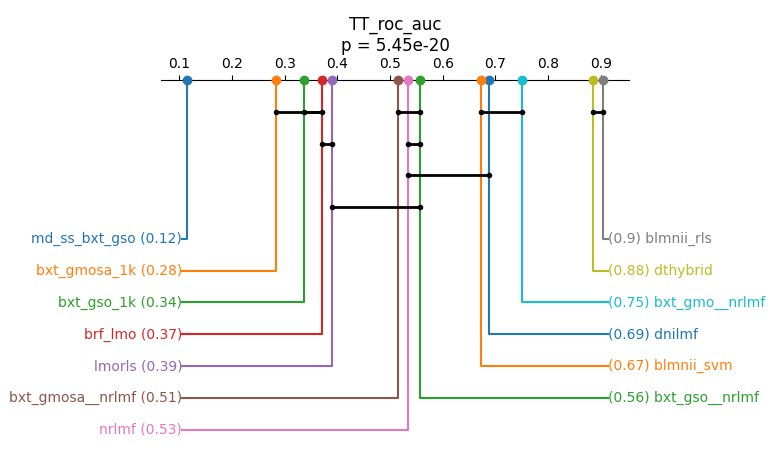 TT_roc_auc
p = 5.45e-20
0.1 0.2 0.3 0.4 0.5 0.6 0.7 0.8 0.9
md_ss_bxt_gso (0.12) (0.9) blmnii_rls
bxt_gmosa_1k (0.28) (0.88) dthybrid
bxt_gso_1k (0.34) (0.75) bxt_gmo__nrlmf
brf_lmo (0.37) (0.69) dnilmf
lmorls (0.39) (0.67) blmnii_svm
bxt_gmosa__nrlmf (0.51) (0.56) bxt_gso__nrlmf
nrlmf (0.53)